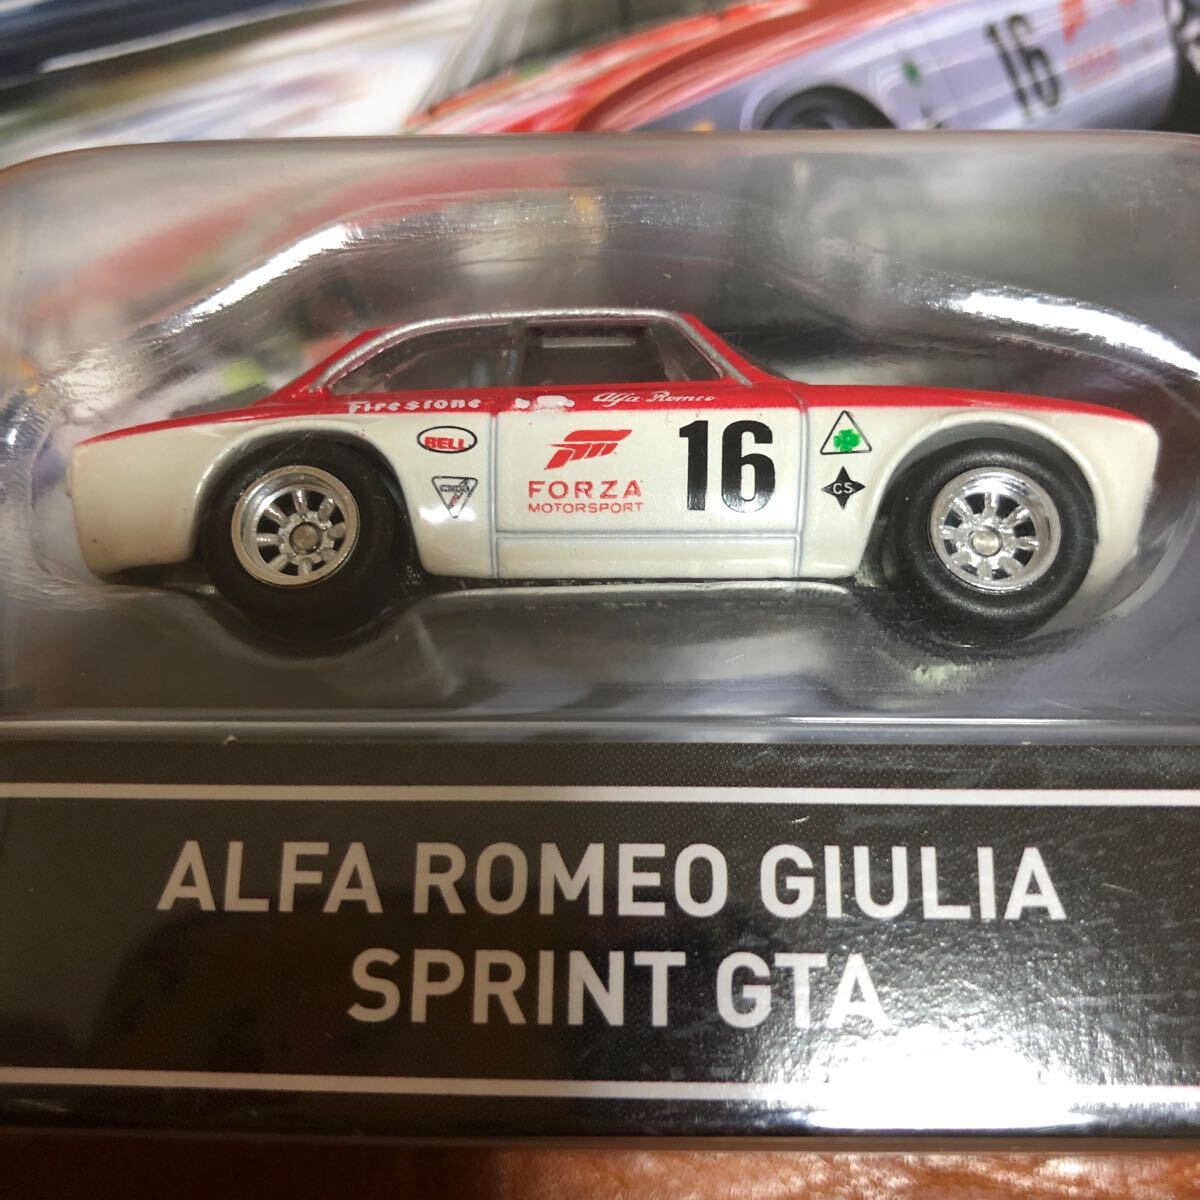 16
Firestone
Alfa Romeo
BELL
FORZA
MOTORSPORT
16
CS
ALFA ROMEO GIULIA
SPRINT GTA